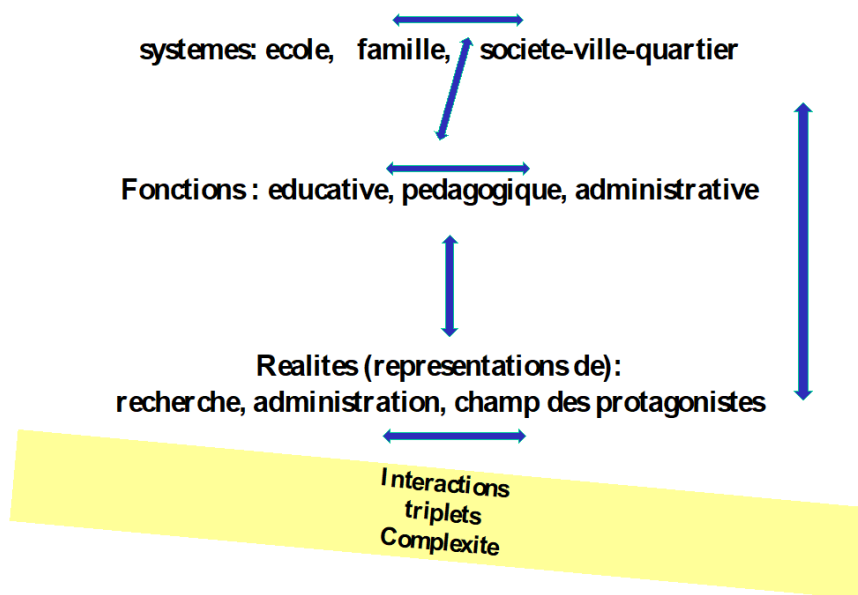 systemes: ecole, famille, societe-ville-quartier
Fonctions : educative, pedagogique, administrative
Realites (representations de):
recherche, administration, champ des protagonistes
Interactions
triplets
Complexite